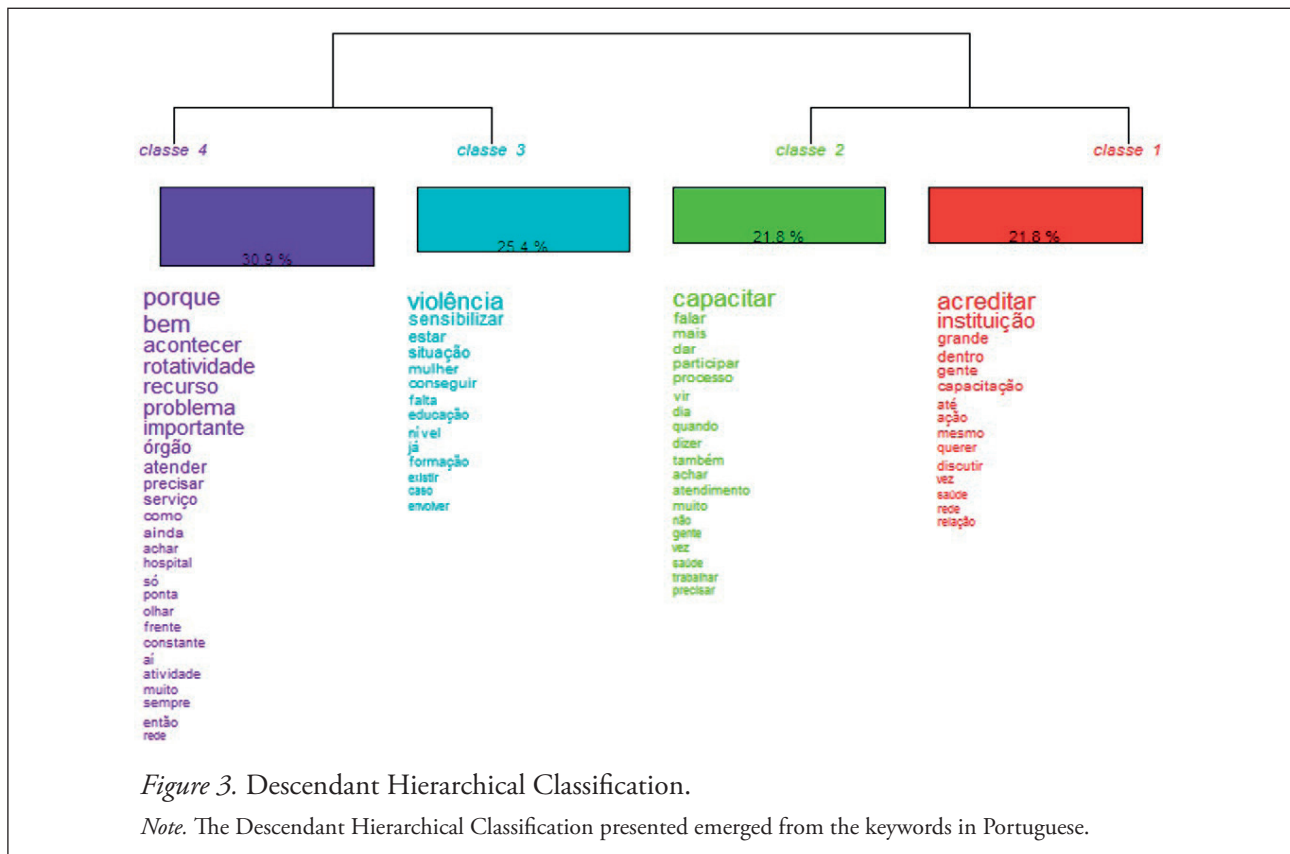 classe 4
classe 3
classe 2
classe 1
30.9 %
25.4 %
21.8 %
21.8 %
porque
bem
acontecer
rotatividade
recurso
problema
importante
órgão
atender
precisar
serviço
como
ainda
achar
hospital
só
ponta
olhar
frente
constante
aí
atividade
muito
sempre
então
rede
violência
sensibilizar
estar
situação
mulher
conseguir
falta
educação
nível
já
formação
existir
caso
envolver
capacitar
falar
mais
dar
participar
processo
vir
dia
quando
dizer
também
achar
atendimento
muito
não
gente
vez
saúde
trabalhar
precisar
acreditar
instituição
grande
dentro
gente
capacitação
até
ação
mesmo
querer
discutir
vez
saúde
rede
relação
Figure 3. Descendant Hierarchical Classification.
Note. The Descendant Hierarchical Classification presented emerged from the keywords in Portuguese.